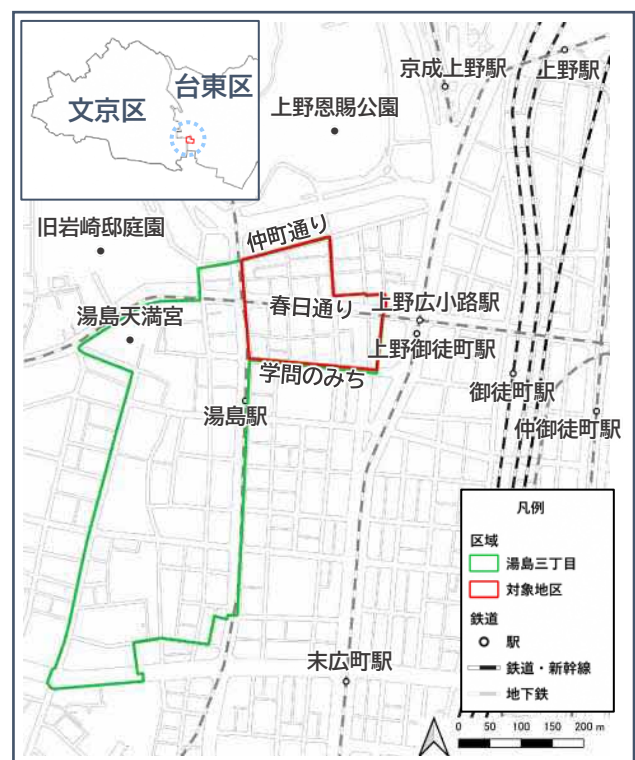 文京区
台東区
京成上野駅
上野駅
上野恩賜公園
旧岩崎邸庭園
仲町通り
湯島天満宮
春日通り
上野広小路駅
上野御徒町駅
学問のみち
湯島駅
御徒町駅
仲御徒町駅
末広町駅
凡例
区域
湯島三丁目
対象地区
鉄道
駅
鉄道・新幹線
地下鉄
0 50 100 150 200 m